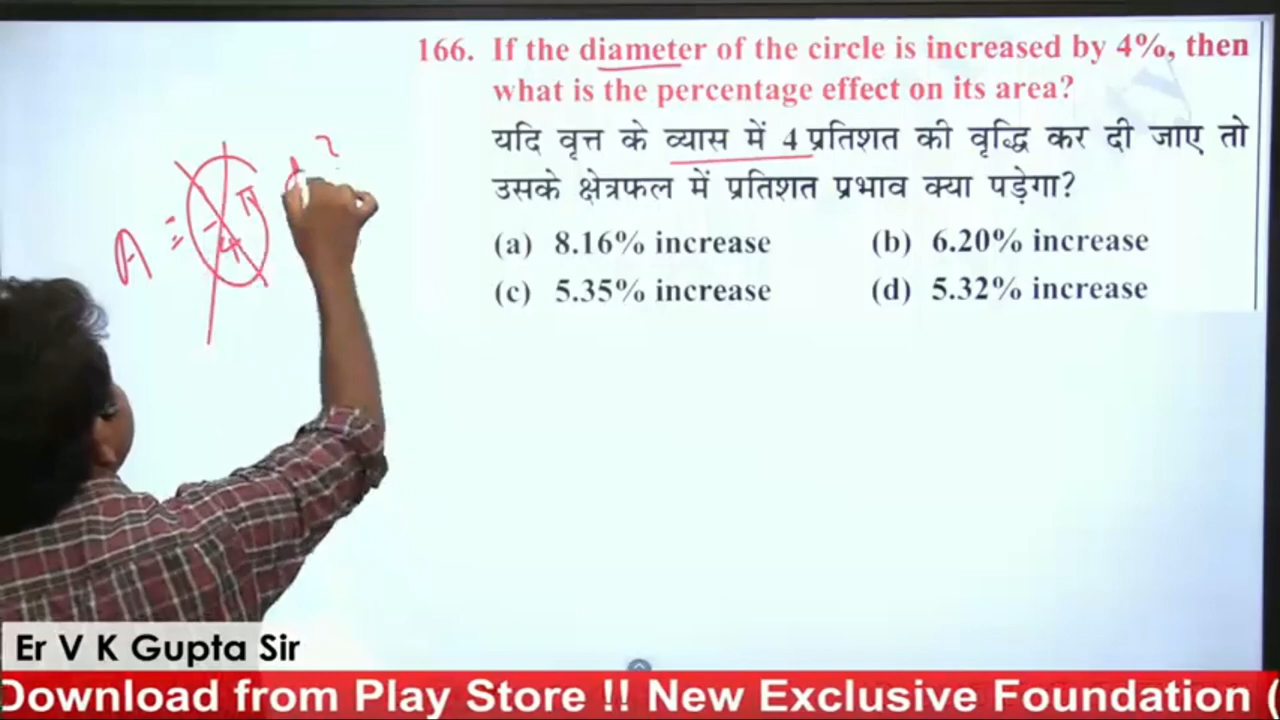 166. If the diameter of the circle is increased by 4%, then
what is the percentage effect on its area?
यदि वृत्त के व्यास में 4 प्रतिशत की वृद्धि कर दी जाए तो
उसके क्षेत्रफल में प्रतिशत प्रभाव क्या पड़ेगा?
(a) 8.16% increase (b) 6.20% increase
(c) 5.35% increase (d) 5.32% increase
A = π/4 d²
Er V K Gupta Sir
Download from Play Store !! New Exclusive Foundation (